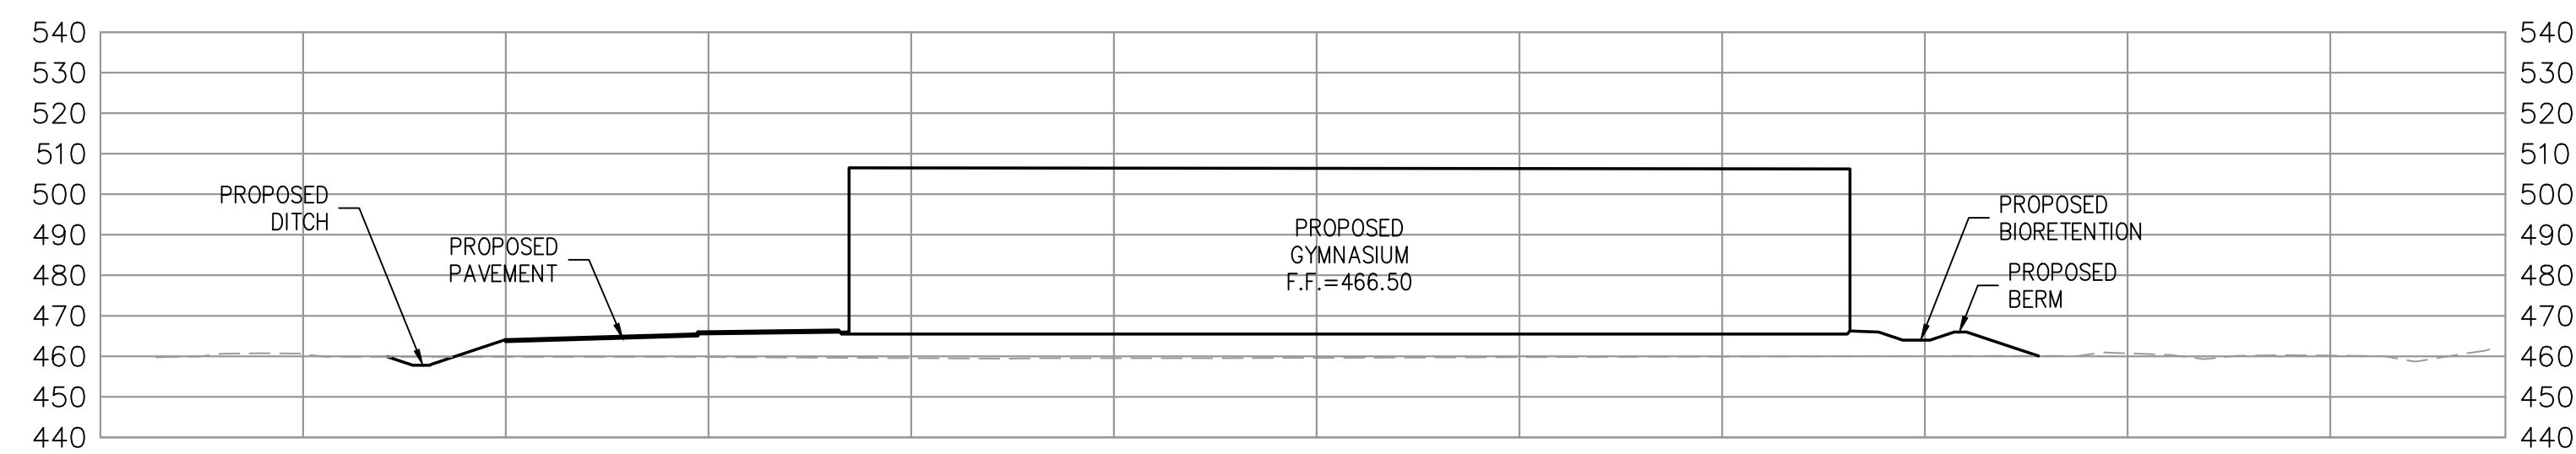 540
530
520
510
500
490
480
470
460
450
440
PROPOSED
DITCH
PROPOSED
PAVEMENT
PROPOSED
GYMNASIUM
F.F.=466.50
PROPOSED
BIORETENTION
PROPOSED
BERM
540
530
520
510
500
490
480
470
460
450
440